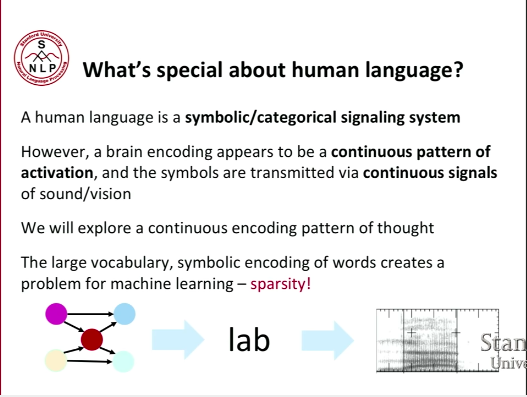 Stanford University
S
NLP
Natural Language Processing
What's special about human language?
A human language is a symbolic/categorical signaling system
However, a brain encoding appears to be a continuous pattern of
activation, and the symbols are transmitted via continuous signals
of sound/vision
We will explore a continuous encoding pattern of thought
The large vocabulary, symbolic encoding of words creates a
problem for machine learning – sparsity!
lab
Stan
Unive